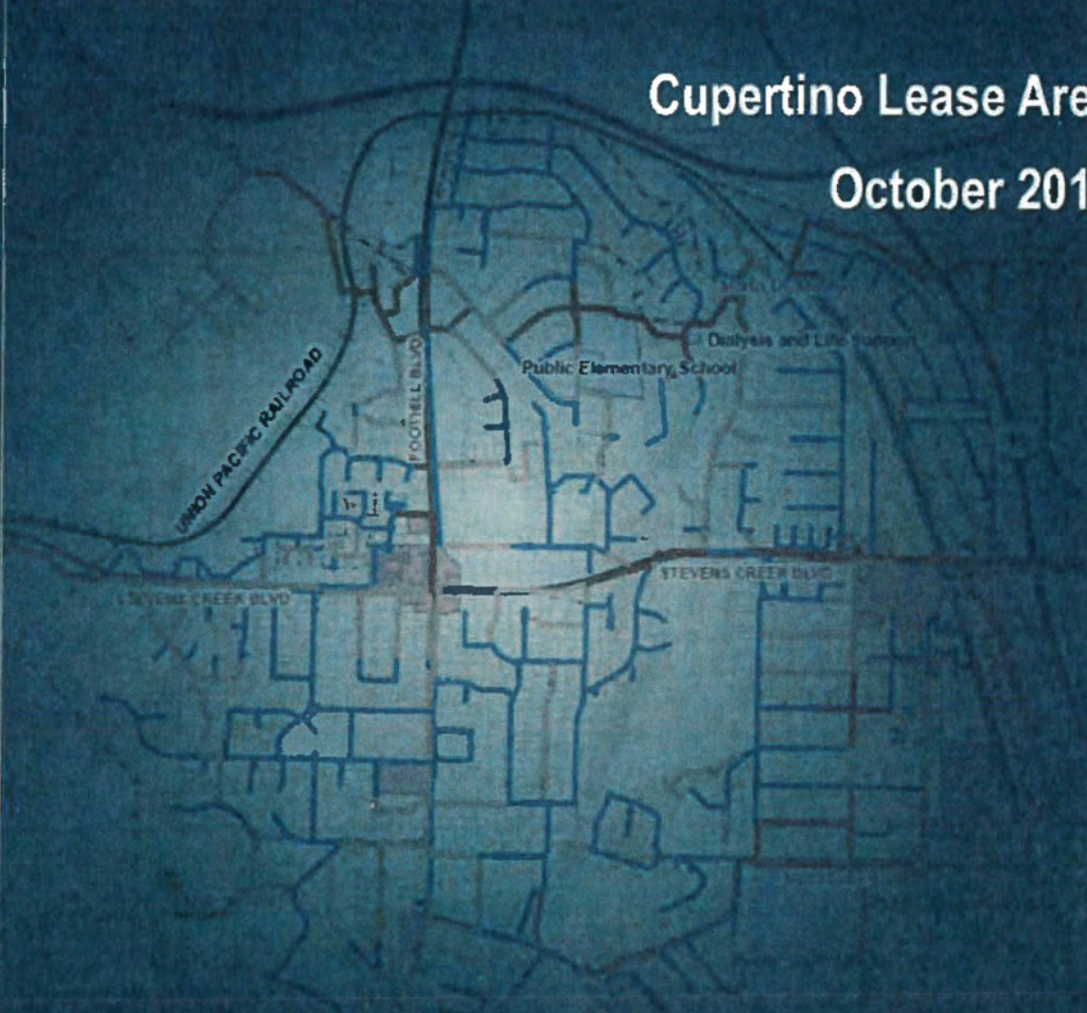 Cupertino Lease Are
October 201
Dialysis and Life Support
Public Elementary School
FOOTHILL BLVD
UNION PACIFIC RAILROAD
STEVENS CREEK BLVD
STEVENS CREEK BLVD